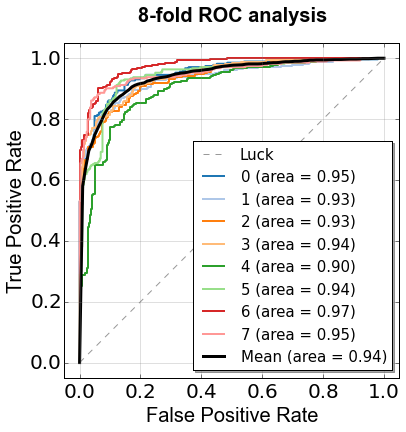 8-fold ROC analysis
1.0
0.8
0.6
0.4
0.2
0.0
True Positive Rate
Luck
0 (area = 0.95)
1 (area = 0.93)
2 (area = 0.93)
3 (area = 0.94)
4 (area = 0.90)
5 (area = 0.94)
6 (area = 0.97)
7 (area = 0.95)
Mean (area = 0.94)
0.0 0.2 0.4 0.6 0.8 1.0
False Positive Rate